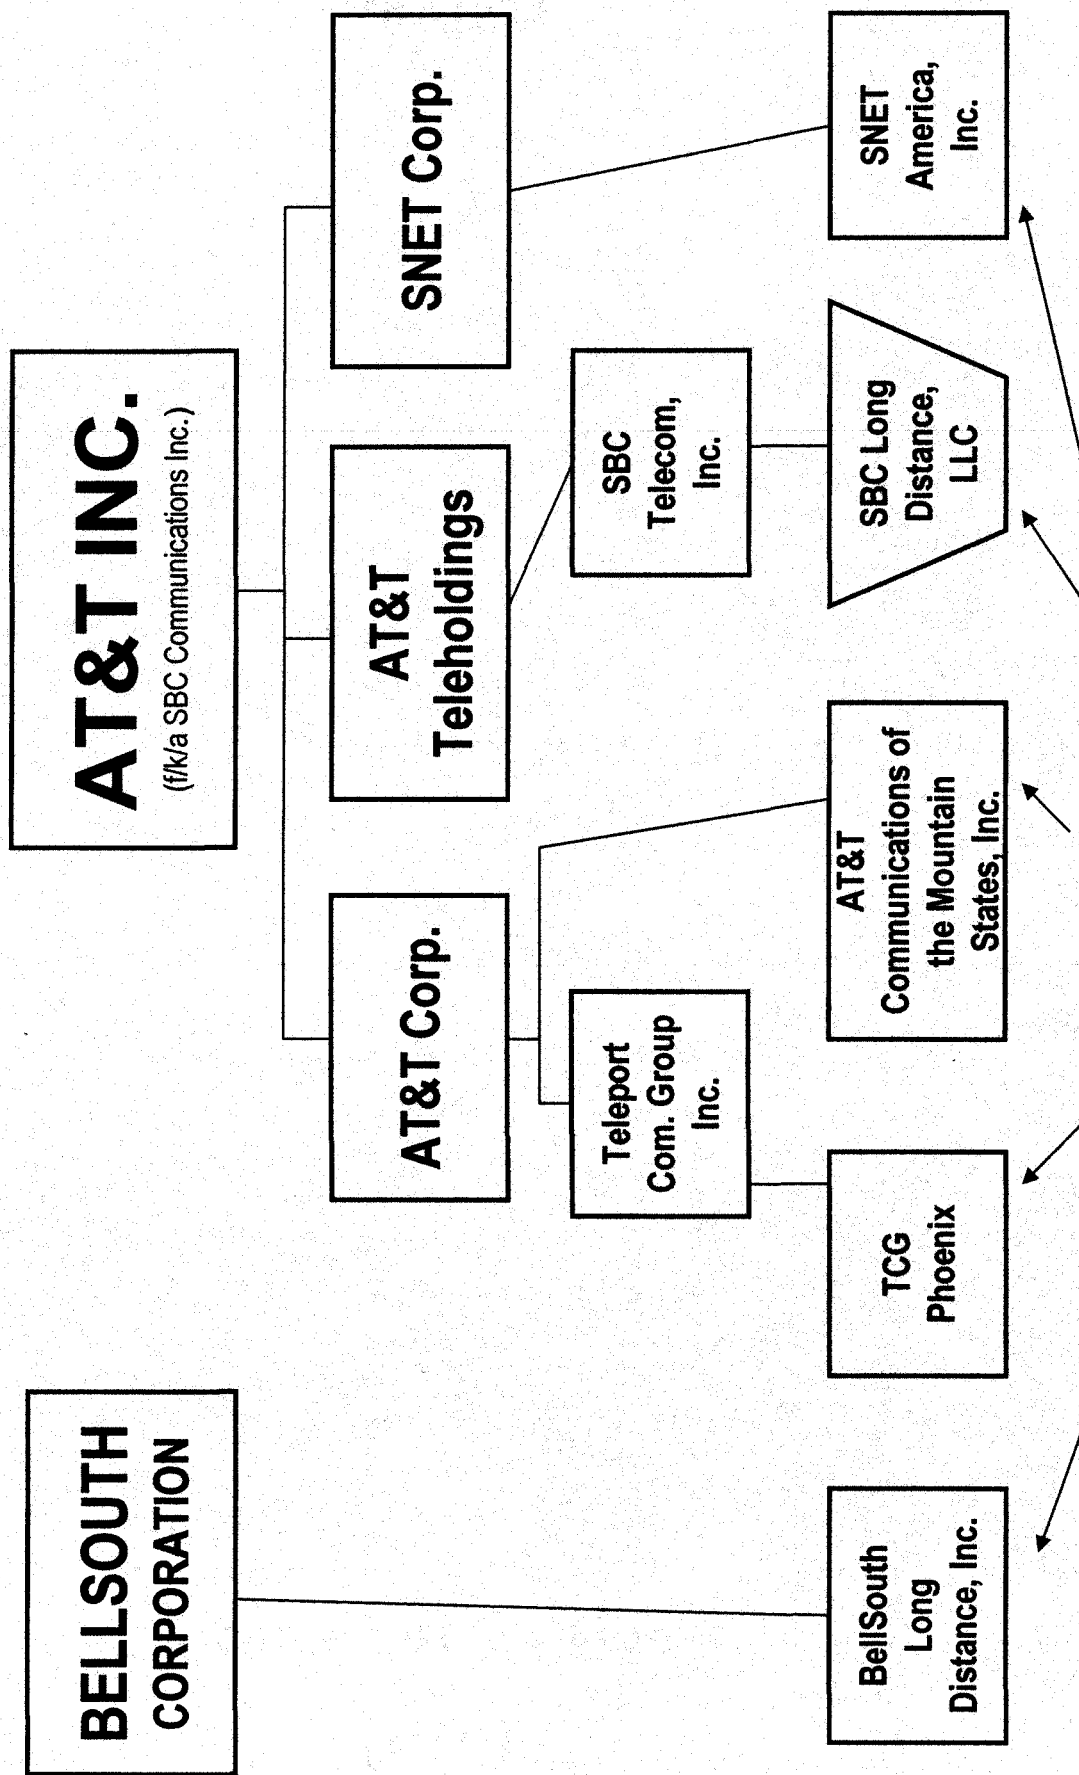 BELLSOUTH
CORPORATION
AT&T INC.
(f/k/a SBC Communications Inc.)
AT&T Corp.
AT&T
Teleholdings
SNET Corp.
Teleport
Com. Group
Inc.
SBC
Telecom,
Inc.
BellSouth
Long
Distance, Inc.
TCG
Phoenix
AT&T
Communications of
the Mountain
States, Inc.
SBC Long
Distance,
LLC
SNET
America,
Inc.